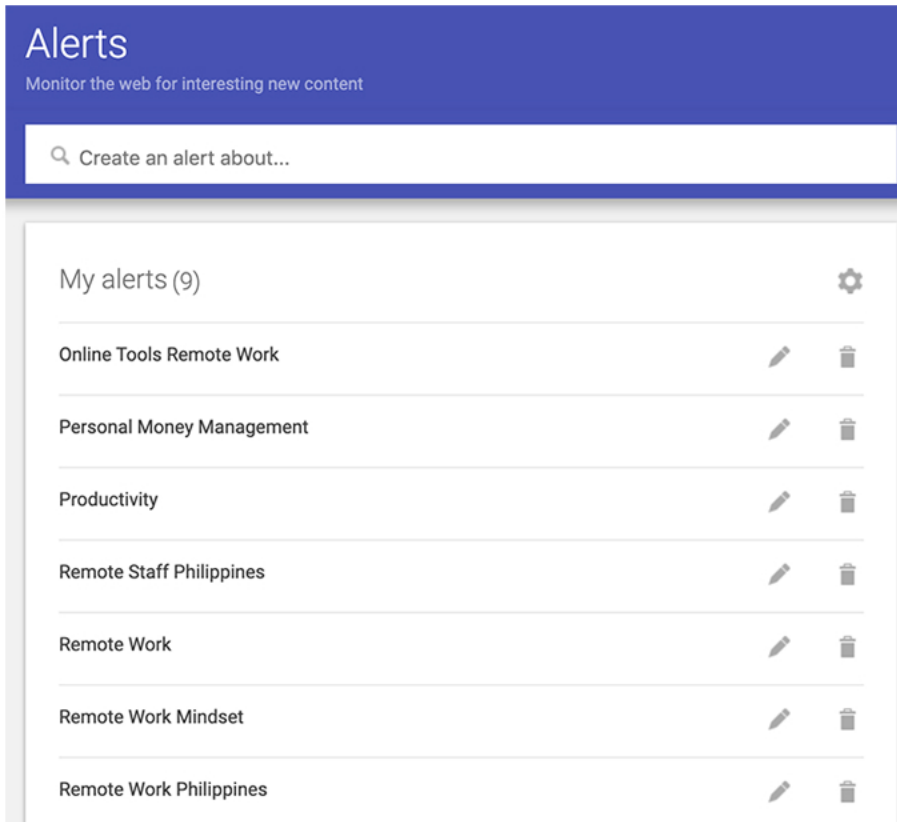 Alerts
Monitor the web for interesting new content
Create an alert about...
My alerts (9)
Online Tools Remote Work
Personal Money Management
Productivity
Remote Staff Philippines
Remote Work
Remote Work Mindset
Remote Work Philippines